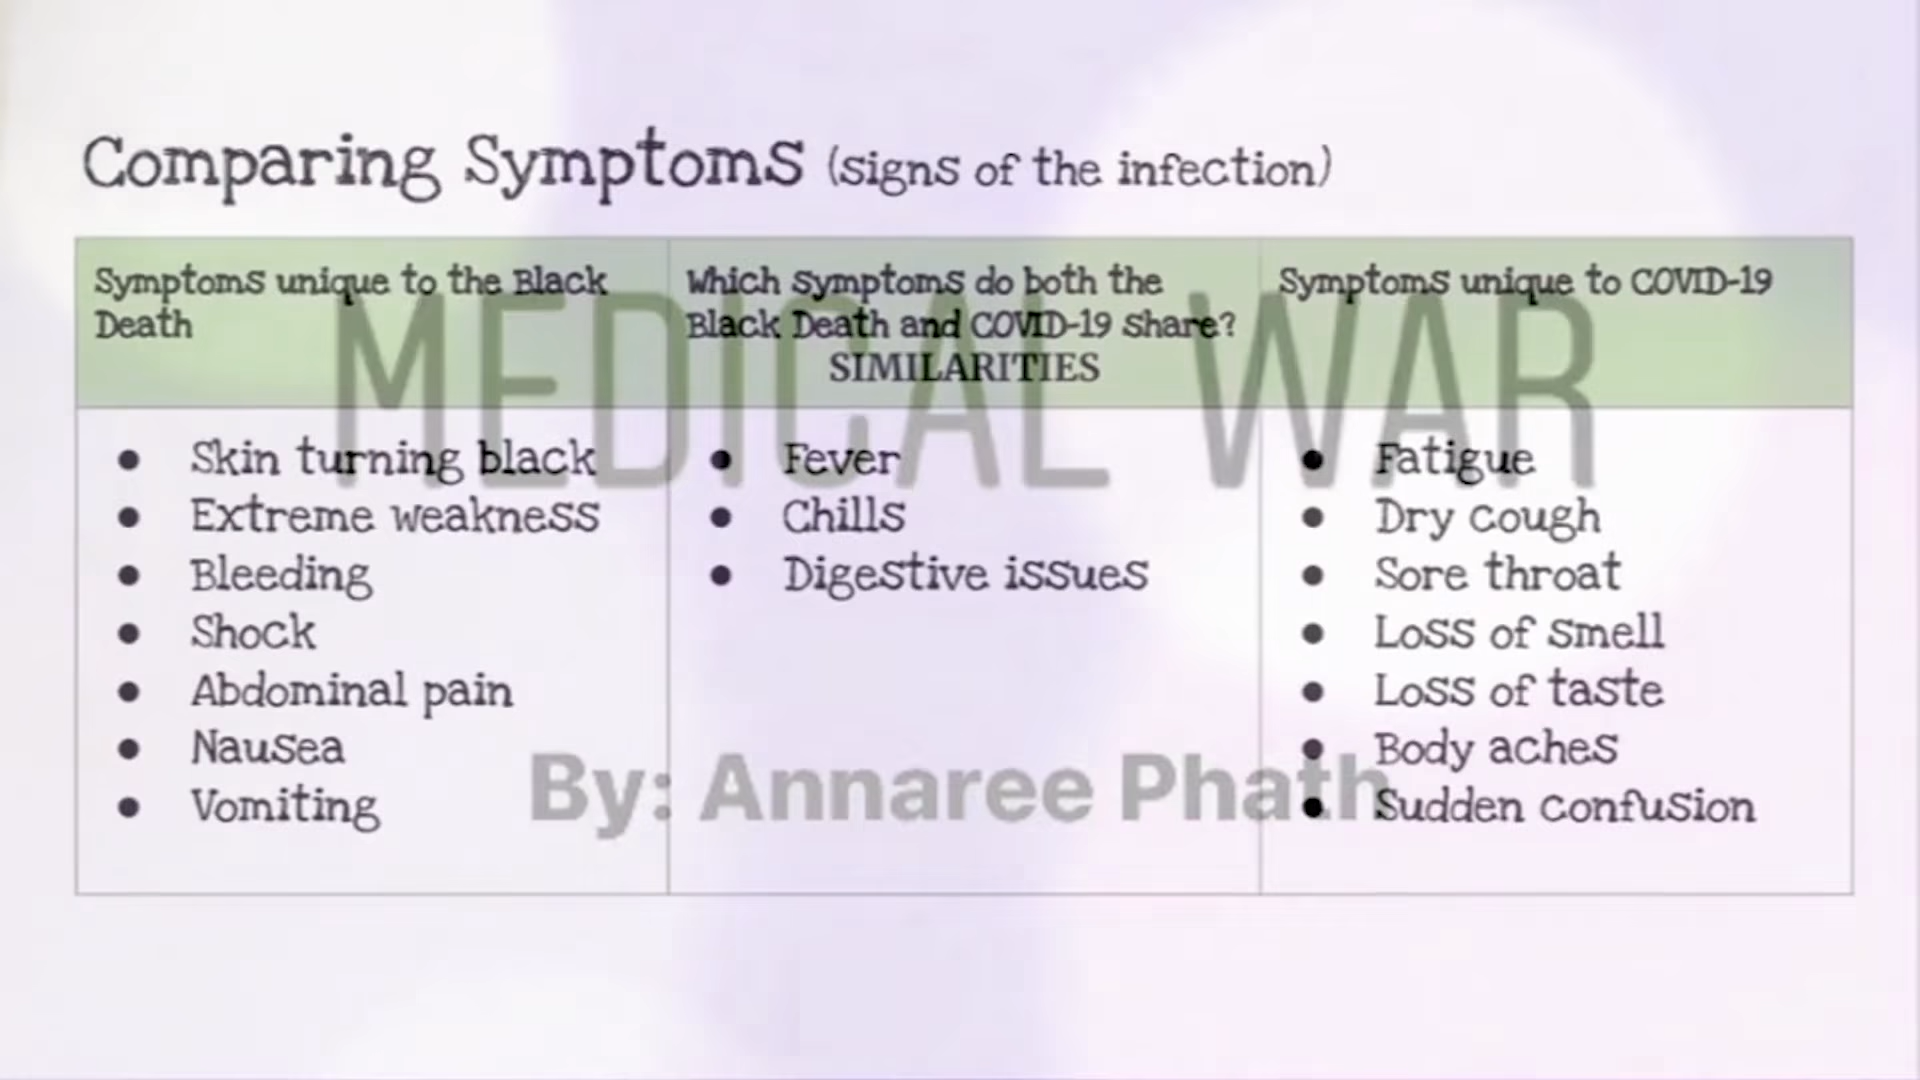 Comparing Symptoms (signs of the infection)
Symptoms unique to the Black
Death
Which symptoms do both the
Black Death and COVID-19 share?
SIMILARITIES
Symptoms unique to COVID-19
MEDICAL WAR
Skin turning black
Extreme weakness
Bleeding
Shock
Abdominal pain
Nausea
Vomiting
Fever
Chills
Digestive issues
Fatigue
Dry cough
Sore throat
Loss of smell
Loss of taste
Body aches
Sudden confusion
By: Annaree Phath